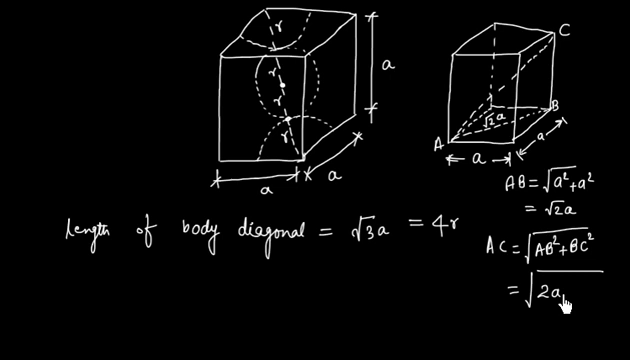 r
r
r
r
a
a
a
C
B
A
√2a
a
a
AB = √a²+a²
= √2a
length of body diagonal = √3a = 4r
AC = √AB²+BC²
= √2a